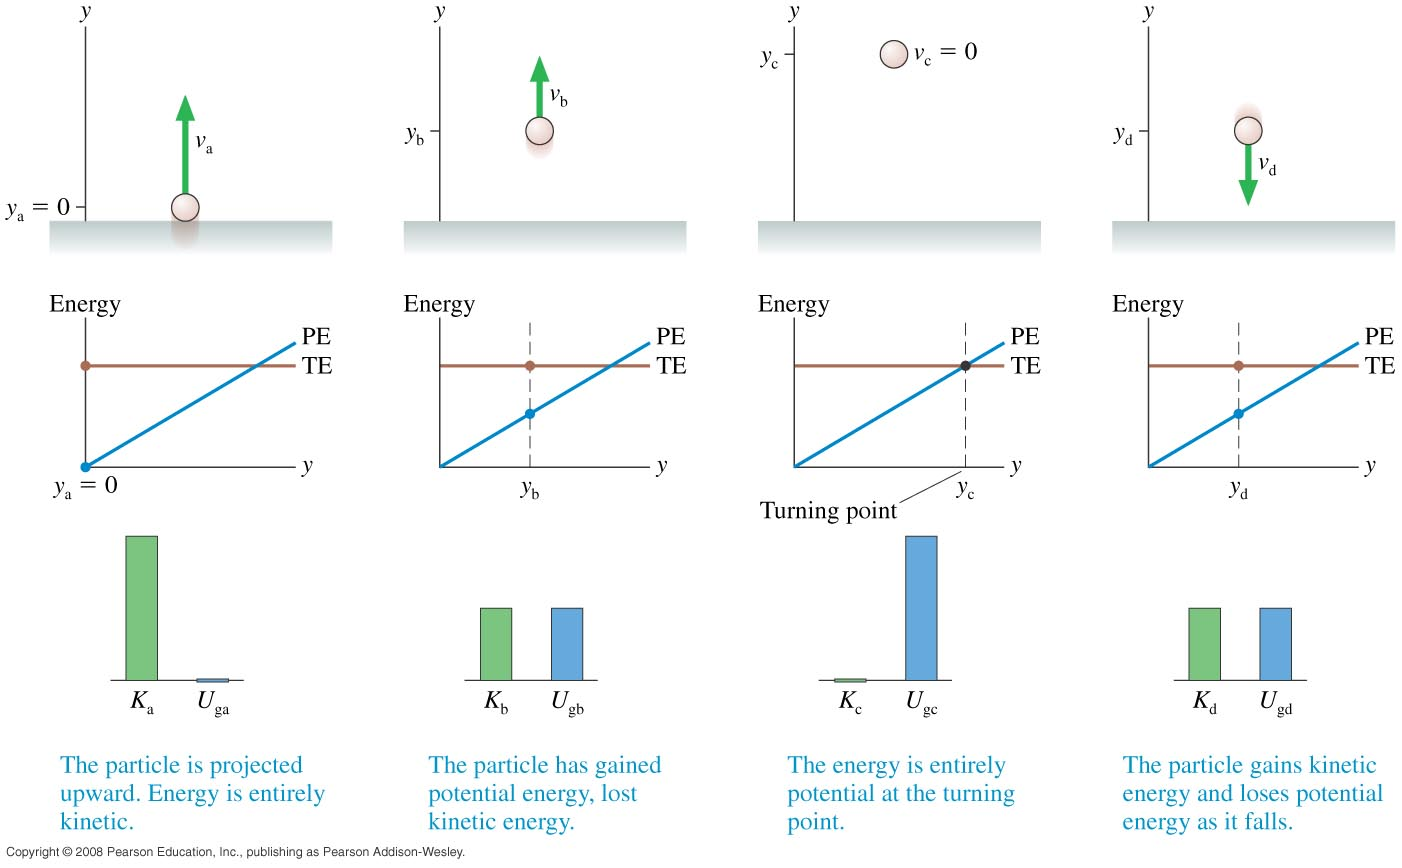 y
y
y
y
y_c
v_c = 0
v_b
y_b
y_d
v_a
v_d
y_a = 0
Energy
Energy
Energy
Energy
PE
TE
y
y_a = 0
PE
TE
y
y_b
PE
TE
y
y_c
Turning point
PE
TE
y
y_d
K_a U_ga
K_b U_gb
K_c U_gc
K_d U_gd
The particle is projected
upward. Energy is entirely
kinetic.
The particle has gained
potential energy, lost
kinetic energy.
The energy is entirely
potential at the turning
point.
The particle gains kinetic
energy and loses potential
energy as it falls.
Copyright © 2008 Pearson Education, Inc., publishing as Pearson Addison-Wesley.